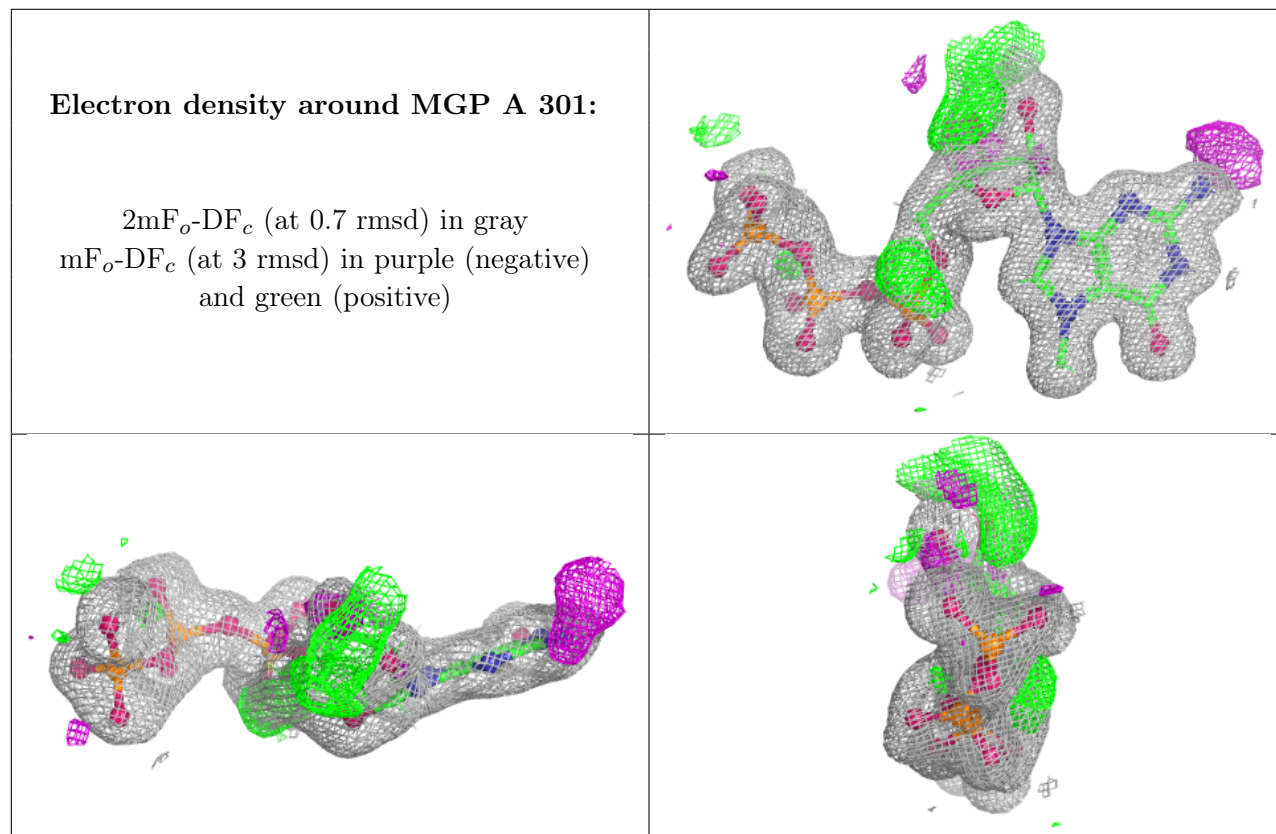 Electron density around MGP A 301:
2mFo-DFc (at 0.7 rmsd) in gray
mFo-DFc (at 3 rmsd) in purple (negative)
and green (positive)